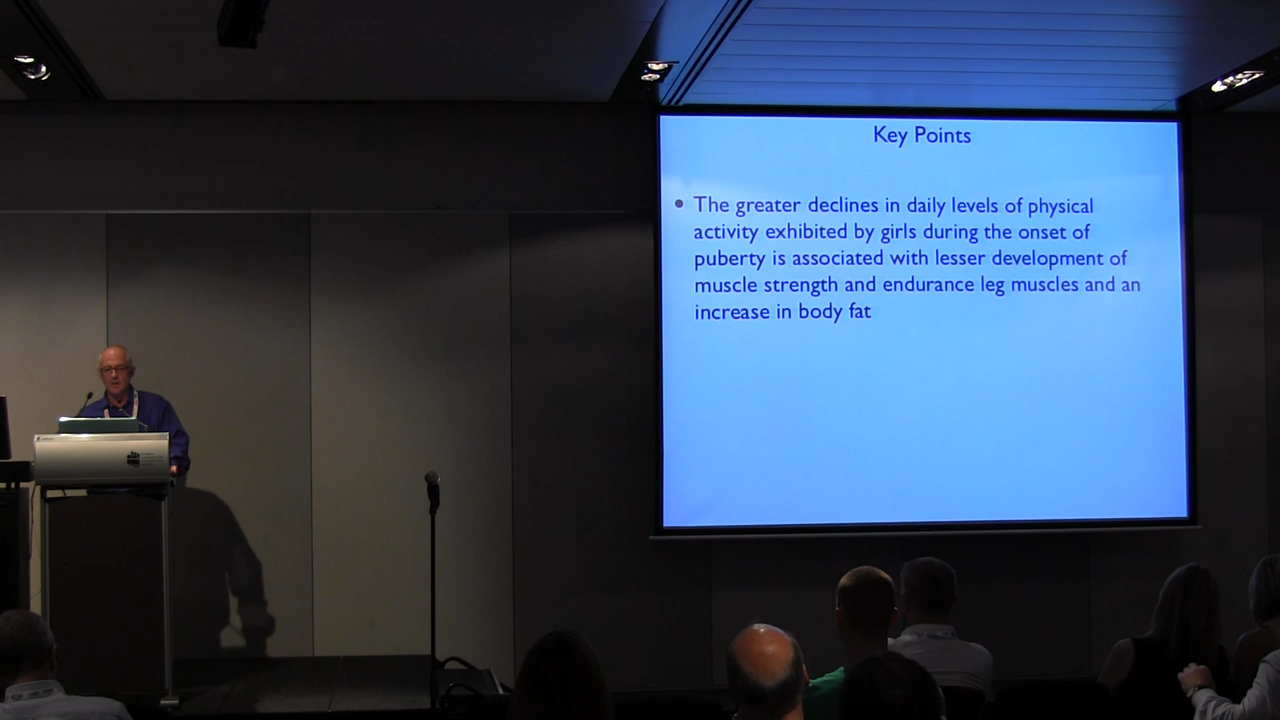 Key Points
• The greater declines in daily levels of physical
activity exhibited by girls during the onset of
puberty is associated with lesser development of
muscle strength and endurance leg muscles and an
increase in body fat